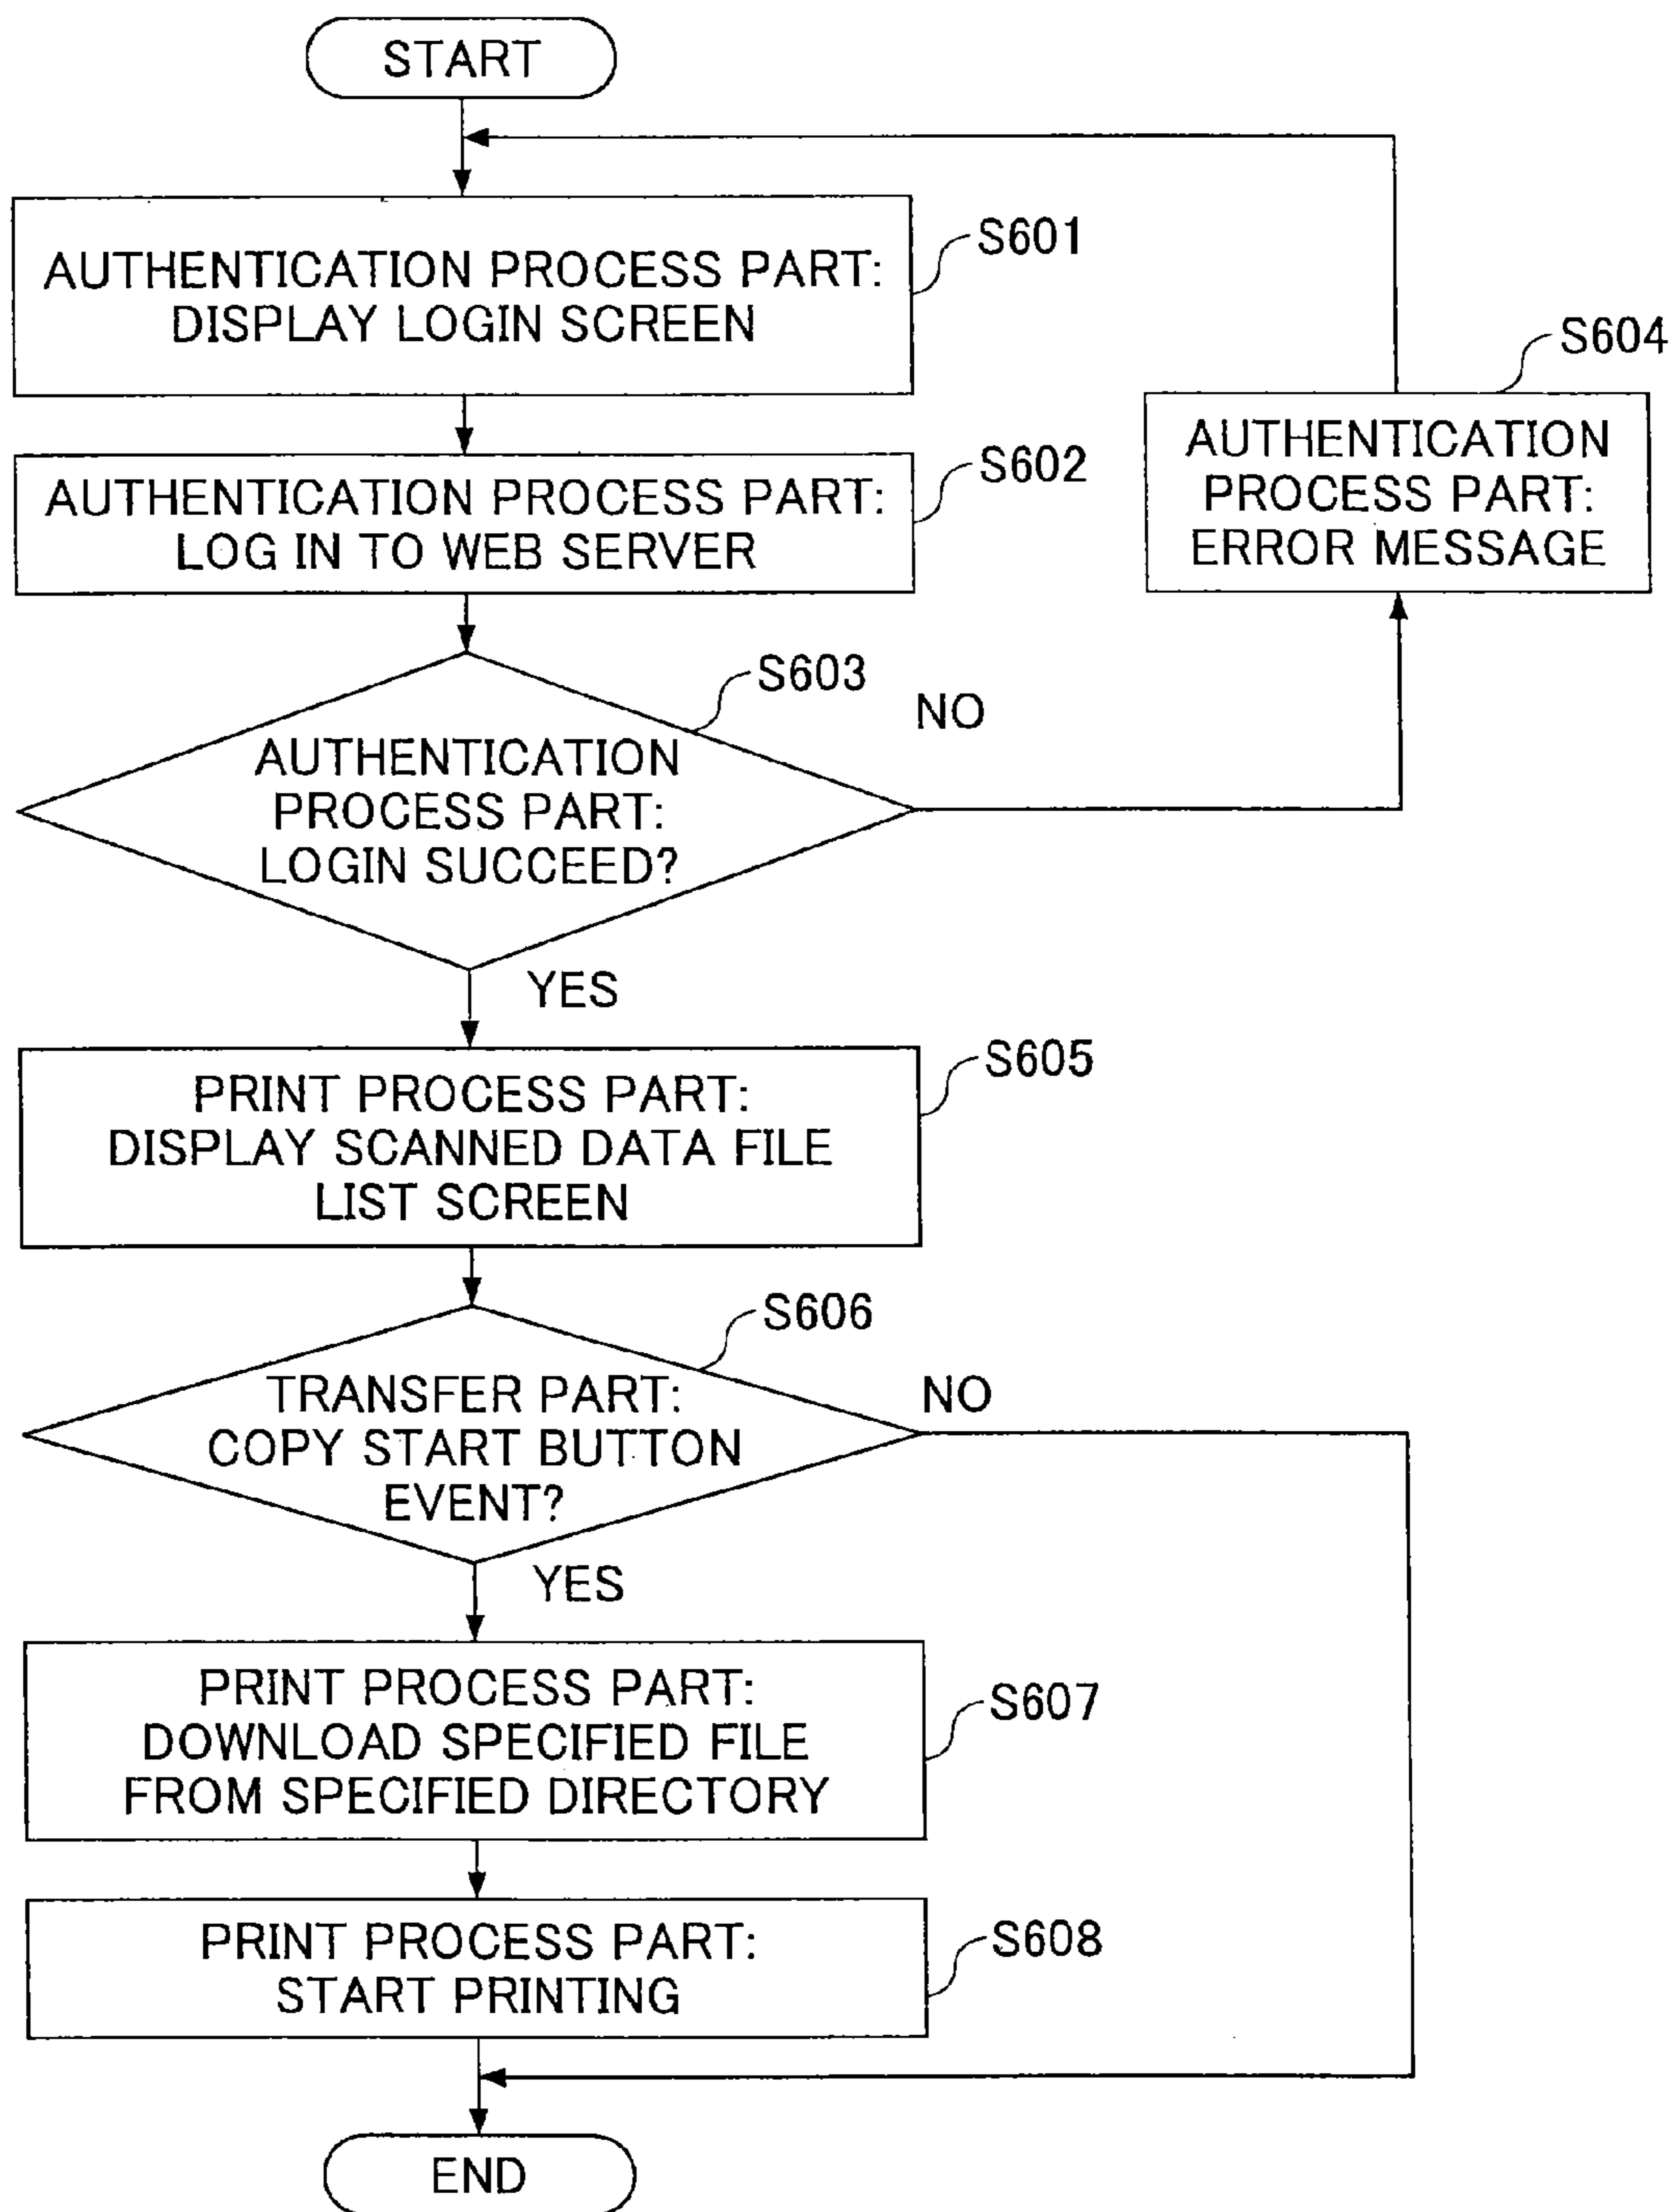 START
AUTHENTICATION PROCESS PART:
DISPLAY LOGIN SCREEN
S601
AUTHENTICATION PROCESS PART:
LOG IN TO WEB SERVER
S602
AUTHENTICATION
PROCESS PART:
ERROR MESSAGE
S604
AUTHENTICATION
PROCESS PART:
LOGIN SUCCEED?
S603
NO
YES
PRINT PROCESS PART:
DISPLAY SCANNED DATA FILE
LIST SCREEN
S605
TRANSFER PART:
COPY START BUTTON
EVENT?
S606
NO
YES
PRINT PROCESS PART:
DOWNLOAD SPECIFIED FILE
FROM SPECIFIED DIRECTORY
S607
PRINT PROCESS PART:
START PRINTING
S608
END